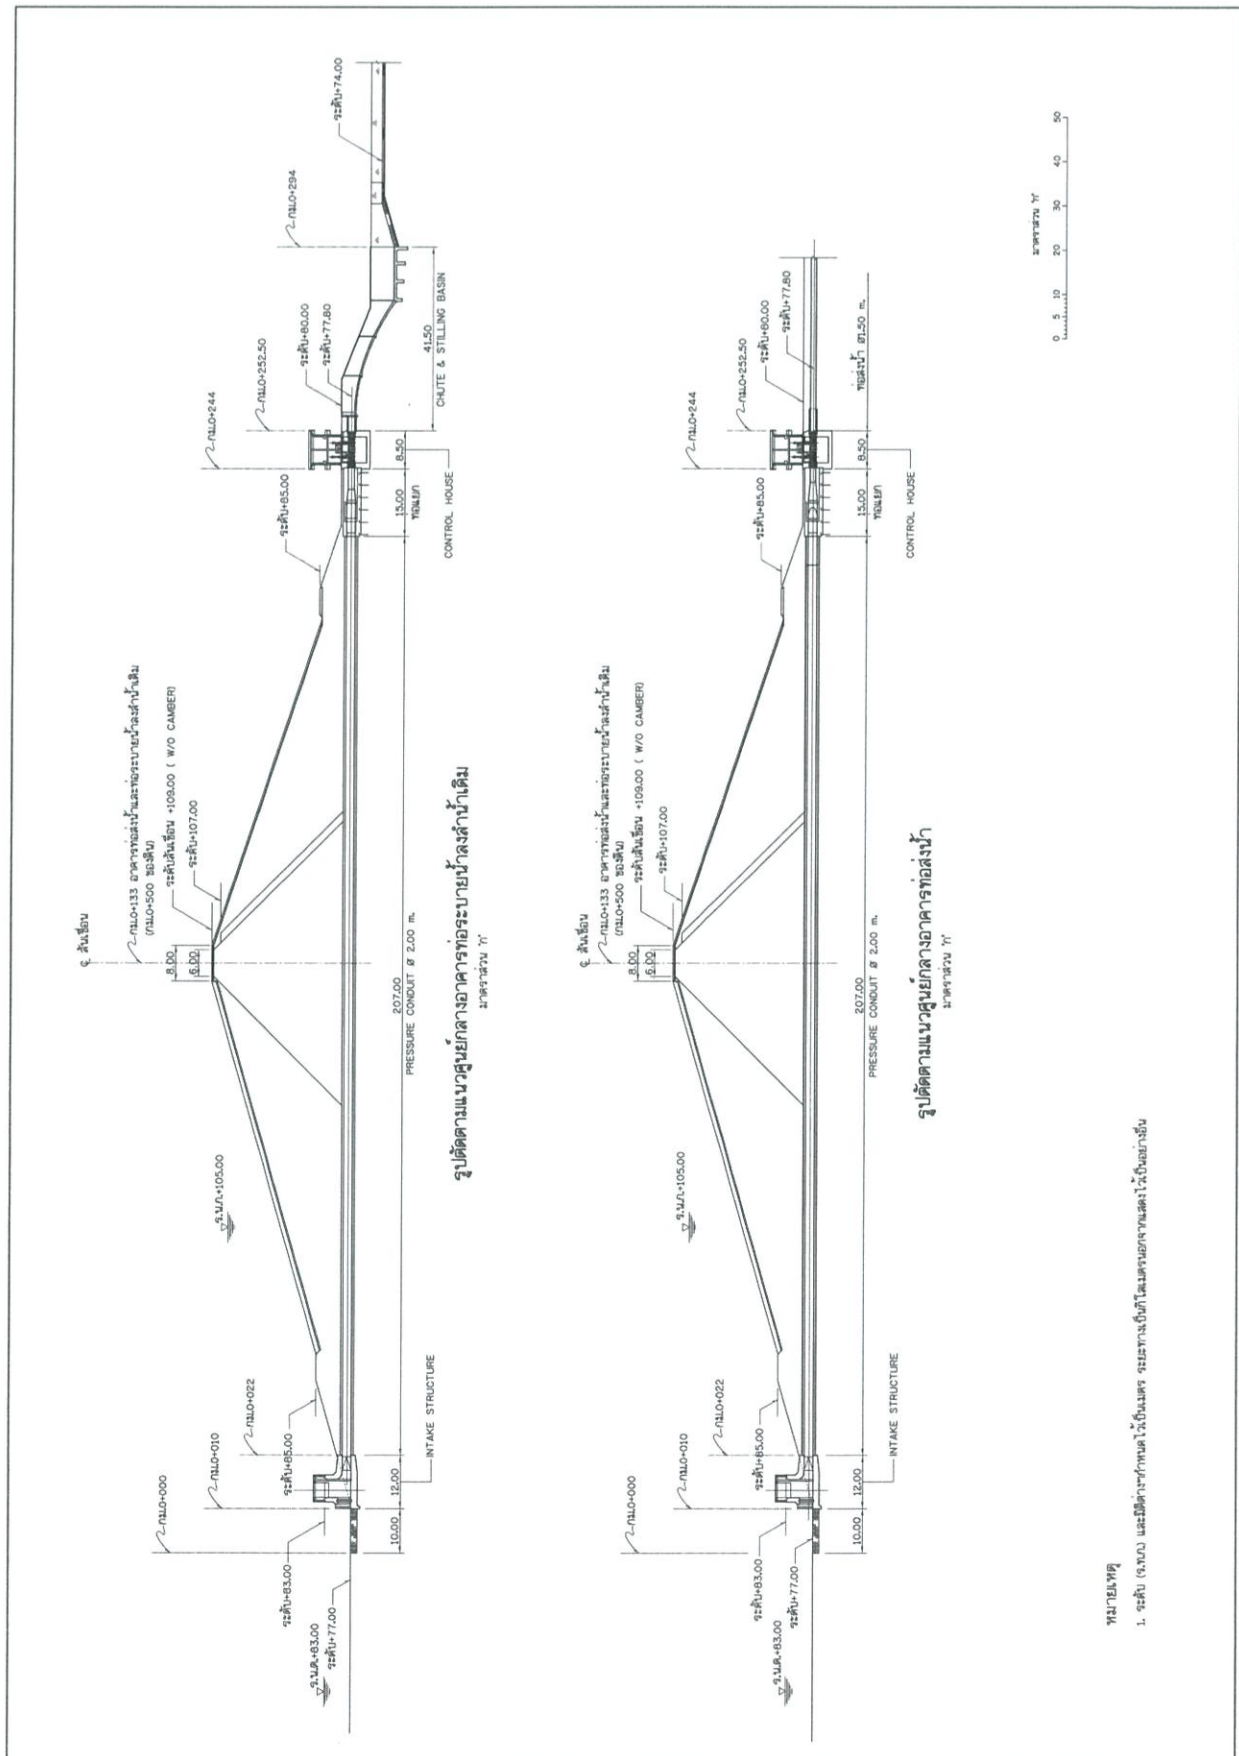 ℄ สันเขื่อน
กม.0+133 อาคารท่อส่งน้ำและท่อระบายน้ำลงลำน้ำเดิม
(กม.0+500 ของดิน)
ระดับสันเขื่อน +109.00 ( W/O CAMBER)
ระดับ+107.00
8.00
6.00
ร.น.ก.+105.00
กม.0+000
กม.0+010
กม.0+022
ระดับ+83.00
ระดับ+85.00
ร.น.ต.+83.00
ระดับ+77.00
10.00
12.00
INTAKE STRUCTURE
207.00
PRESSURE CONDUIT Ø 2.00 m.
ระดับ+85.00
กม.0+244
กม.0+252.50
กม.0+294
ระดับ+80.00
ระดับ+77.80
ระดับ+74.00
15.00
ท่อแยก
8.50
CONTROL HOUSE
41.50
CHUTE & STILLING BASIN
รูปตัดตามแนวศูนย์กลางอาคารท่อระบายน้ำลงลำน้ำเดิม
มาตราส่วน 'ก'
℄ สันเขื่อน
กม.0+133 อาคารท่อส่งน้ำและท่อระบายน้ำลงลำน้ำเดิม
(กม.0+500 ของดิน)
ระดับสันเขื่อน +109.00 ( W/O CAMBER)
ระดับ+107.00
8.00
6.00
ร.น.ก.+105.00
กม.0+000
กม.0+010
กม.0+022
ระดับ+83.00
ระดับ+85.00
ร.น.ต.+83.00
ระดับ+77.00
10.00
12.00
INTAKE STRUCTURE
207.00
PRESSURE CONDUIT Ø 2.00 m.
ระดับ+85.00
กม.0+244
กม.0+252.50
ระดับ+80.00
ระดับ+77.80
15.00
ท่อแยก
8.50
CONTROL HOUSE
ท่อส่งน้ำ Ø1.50 m.
รูปตัดตามแนวศูนย์กลางอาคารท่อส่งน้ำ
มาตราส่วน 'ก'
มาตราส่วน 'ก'
0 5 10 20 30 40 50
หมายเหตุ
1. ระดับ (ร.ท.ก.) และมิติต่างๆกำหนดไว้เป็นเมตร ระยะทางเป็นกิโลเมตรนอกจากแสดงไว้เป็นอย่างอื่น